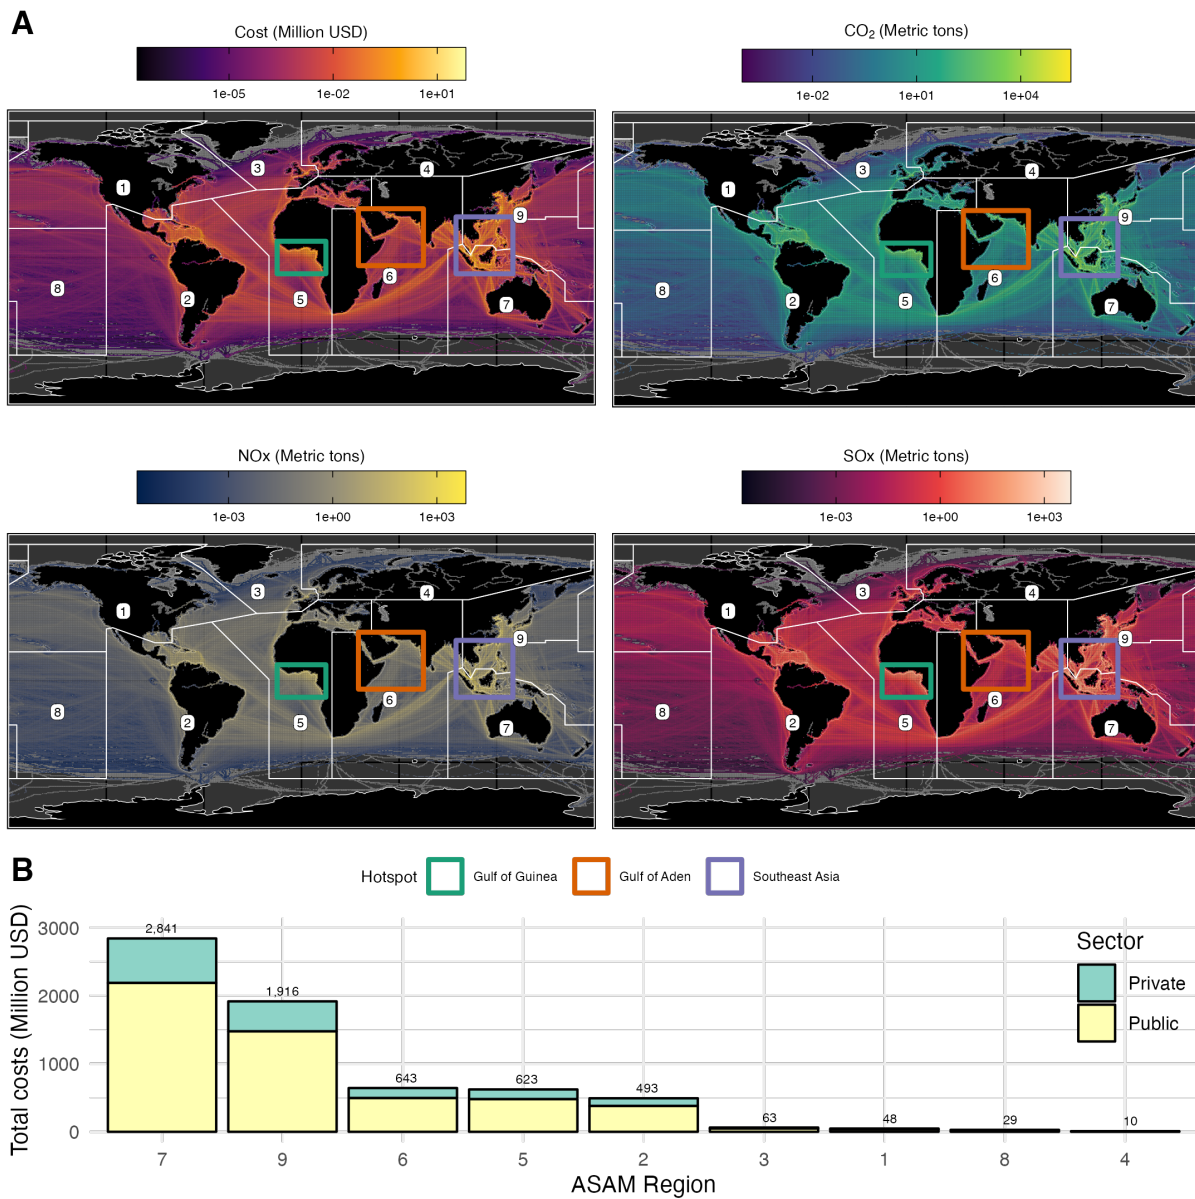 A
Cost (Million USD)
1e-05 1e-02 1e+01
1 2 3 4 5 6 7 8 9
CO₂ (Metric tons)
1e-02 1e+01 1e+04
1 2 3 4 5 6 7 8 9
NOx (Metric tons)
1e-03 1e+00 1e+03
1 2 3 4 5 6 7 8 9
SOx (Metric tons)
1e-03 1e+00 1e+03
1 2 3 4 5 6 7 8 9
B
Hotspot Gulf of Guinea Gulf of Aden Southeast Asia
Total costs (Million USD)
3000
2000
1000
0
2,841
1,916
643
623
493
63
48
29
10
Sector
Private
Public
7 9 6 5 2 3 1 8 4
ASAM Region